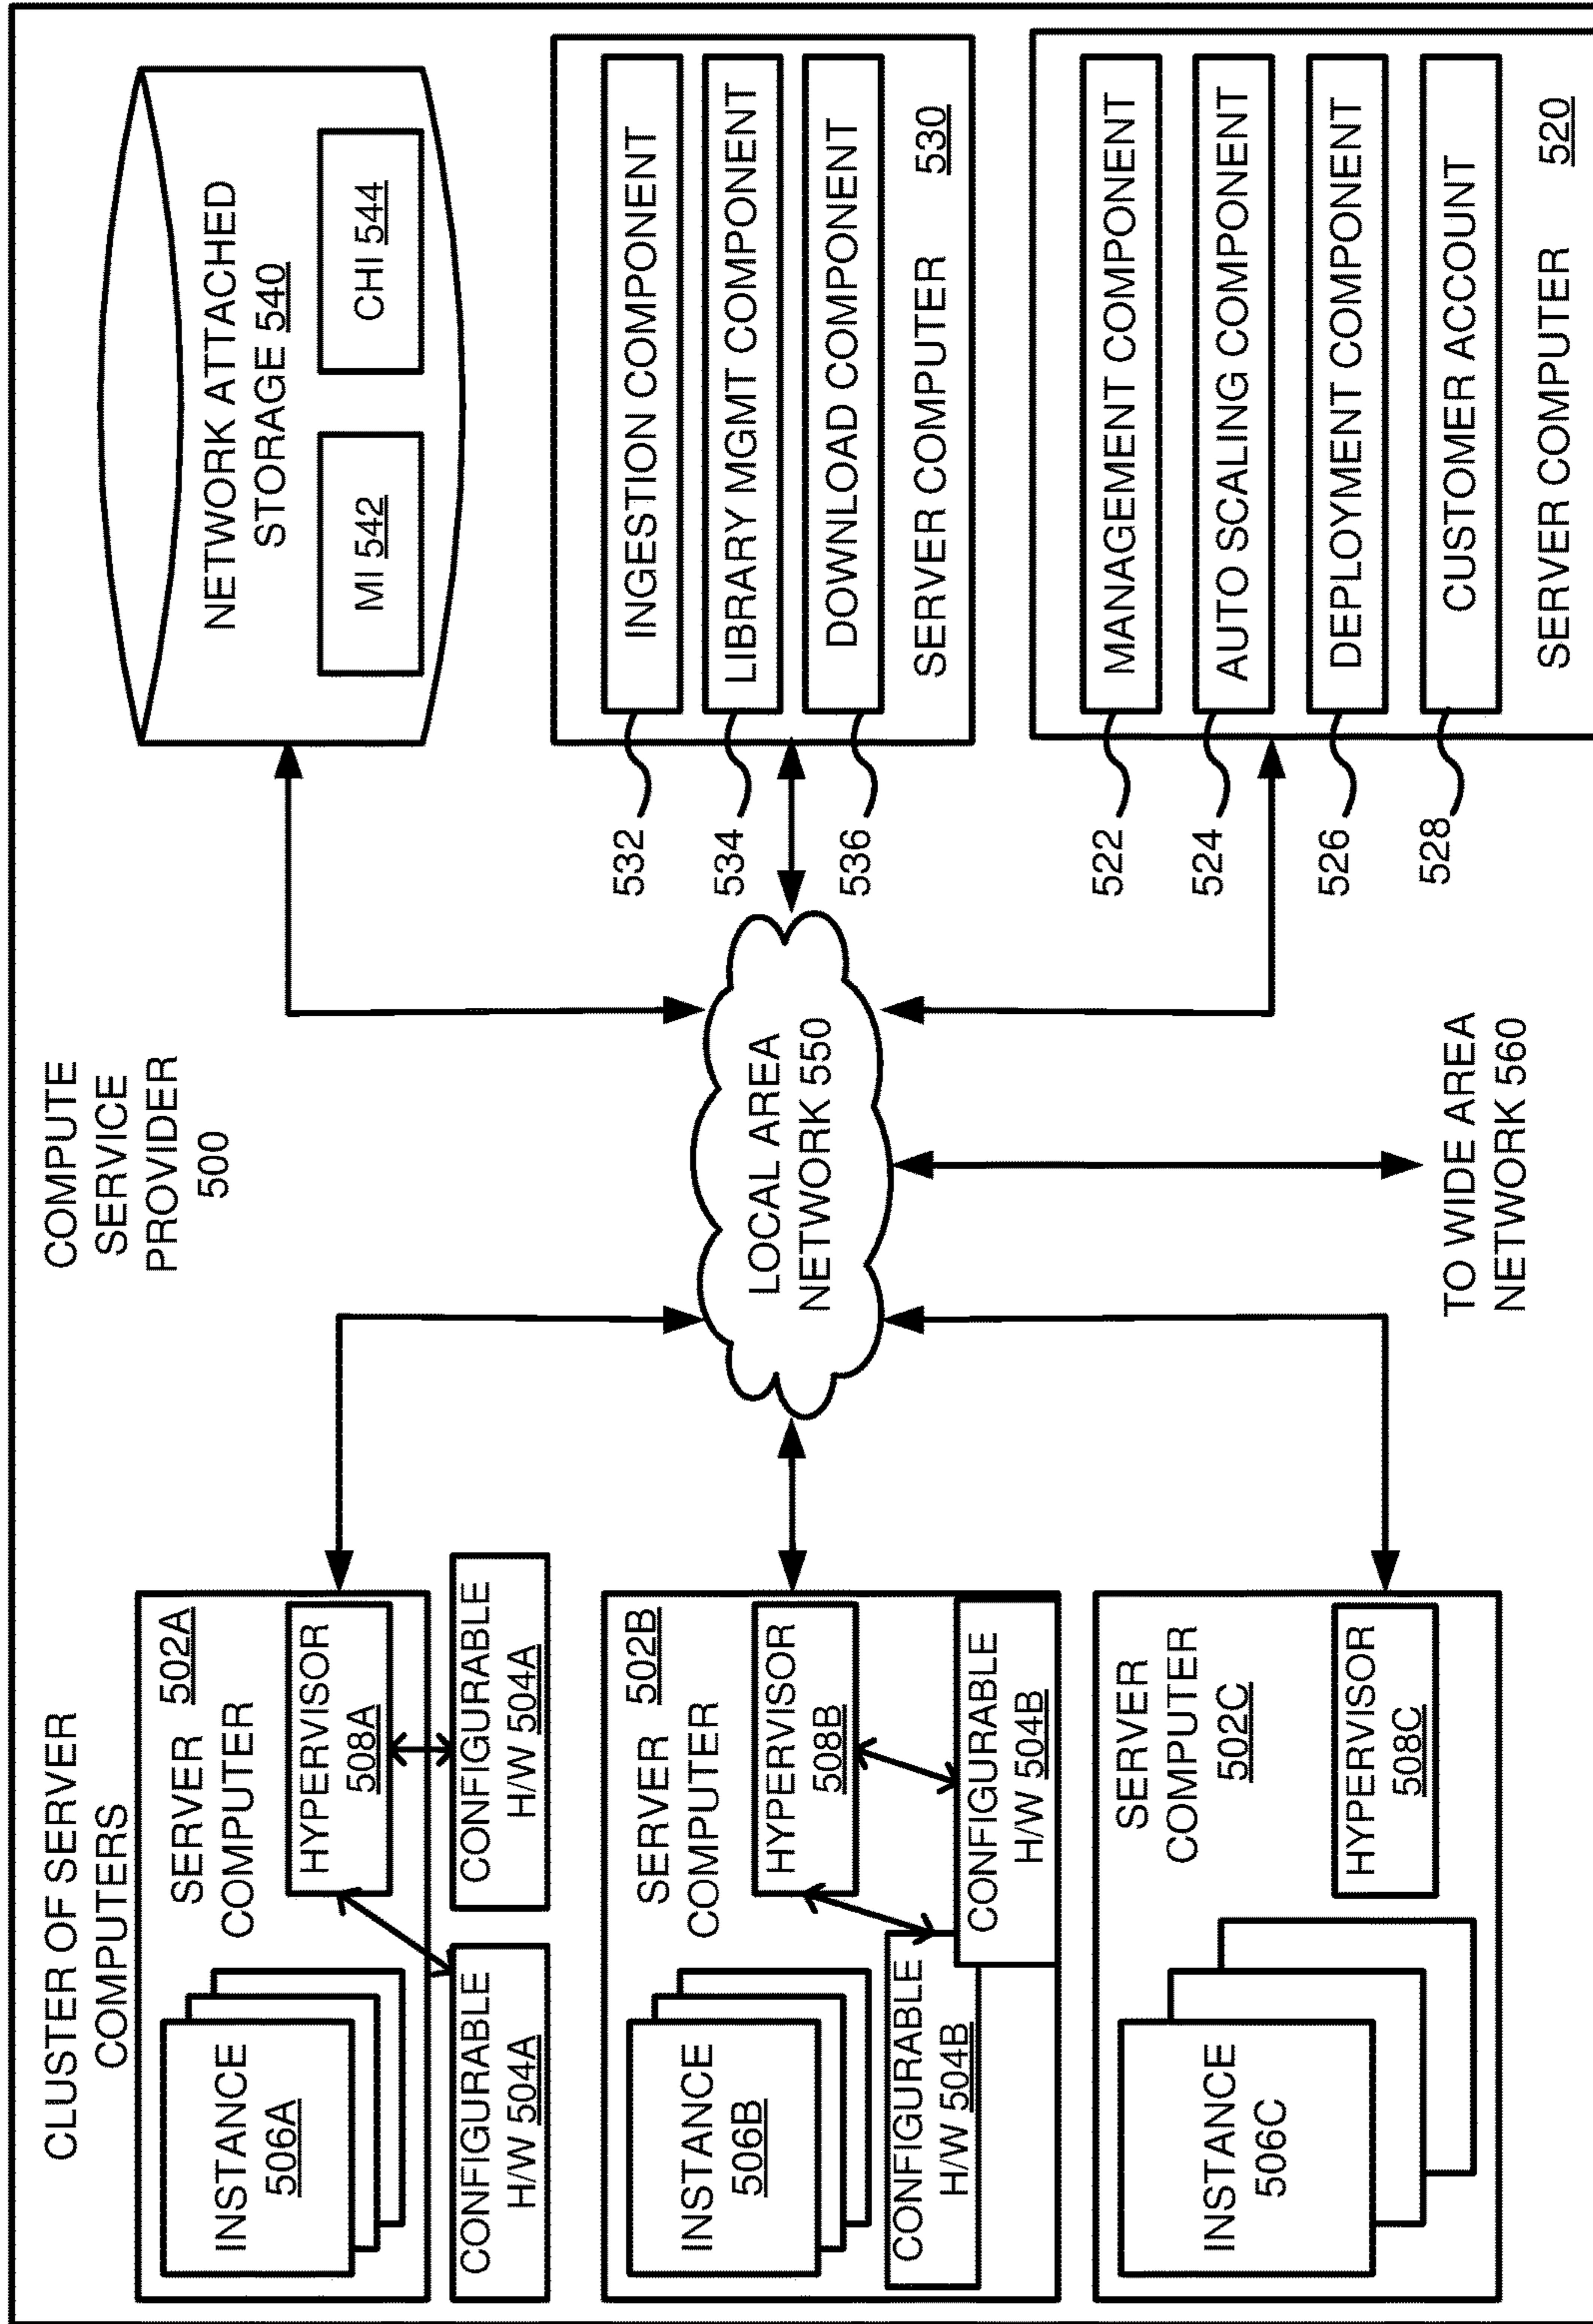 COMPUTE
SERVICE
PROVIDER
500
CLUSTER OF SERVER
COMPUTERS
INSTANCE
506A
SERVER 502A
COMPUTER
HYPERVISOR
508A
CONFIGURABLE
H/W 504A
CONFIGURABLE
H/W 504A
INSTANCE
506B
SERVER 502B
COMPUTER
HYPERVISOR
508B
CONFIGURABLE
H/W 504B
CONFIGURABLE
H/W 504B
INSTANCE
506C
SERVER
COMPUTER
502C
HYPERVISOR
508C
LOCAL AREA
NETWORK 550
TO WIDE AREA
NETWORK 560
NETWORK ATTACHED
STORAGE 540
MI 542
CHI 544
532
INGESTION COMPONENT
534
LIBRARY MGMT COMPONENT
536
DOWNLOAD COMPONENT
SERVER COMPUTER 530
522
MANAGEMENT COMPONENT
524
AUTO SCALING COMPONENT
526
DEPLOYMENT COMPONENT
528
CUSTOMER ACCOUNT
SERVER COMPUTER 520